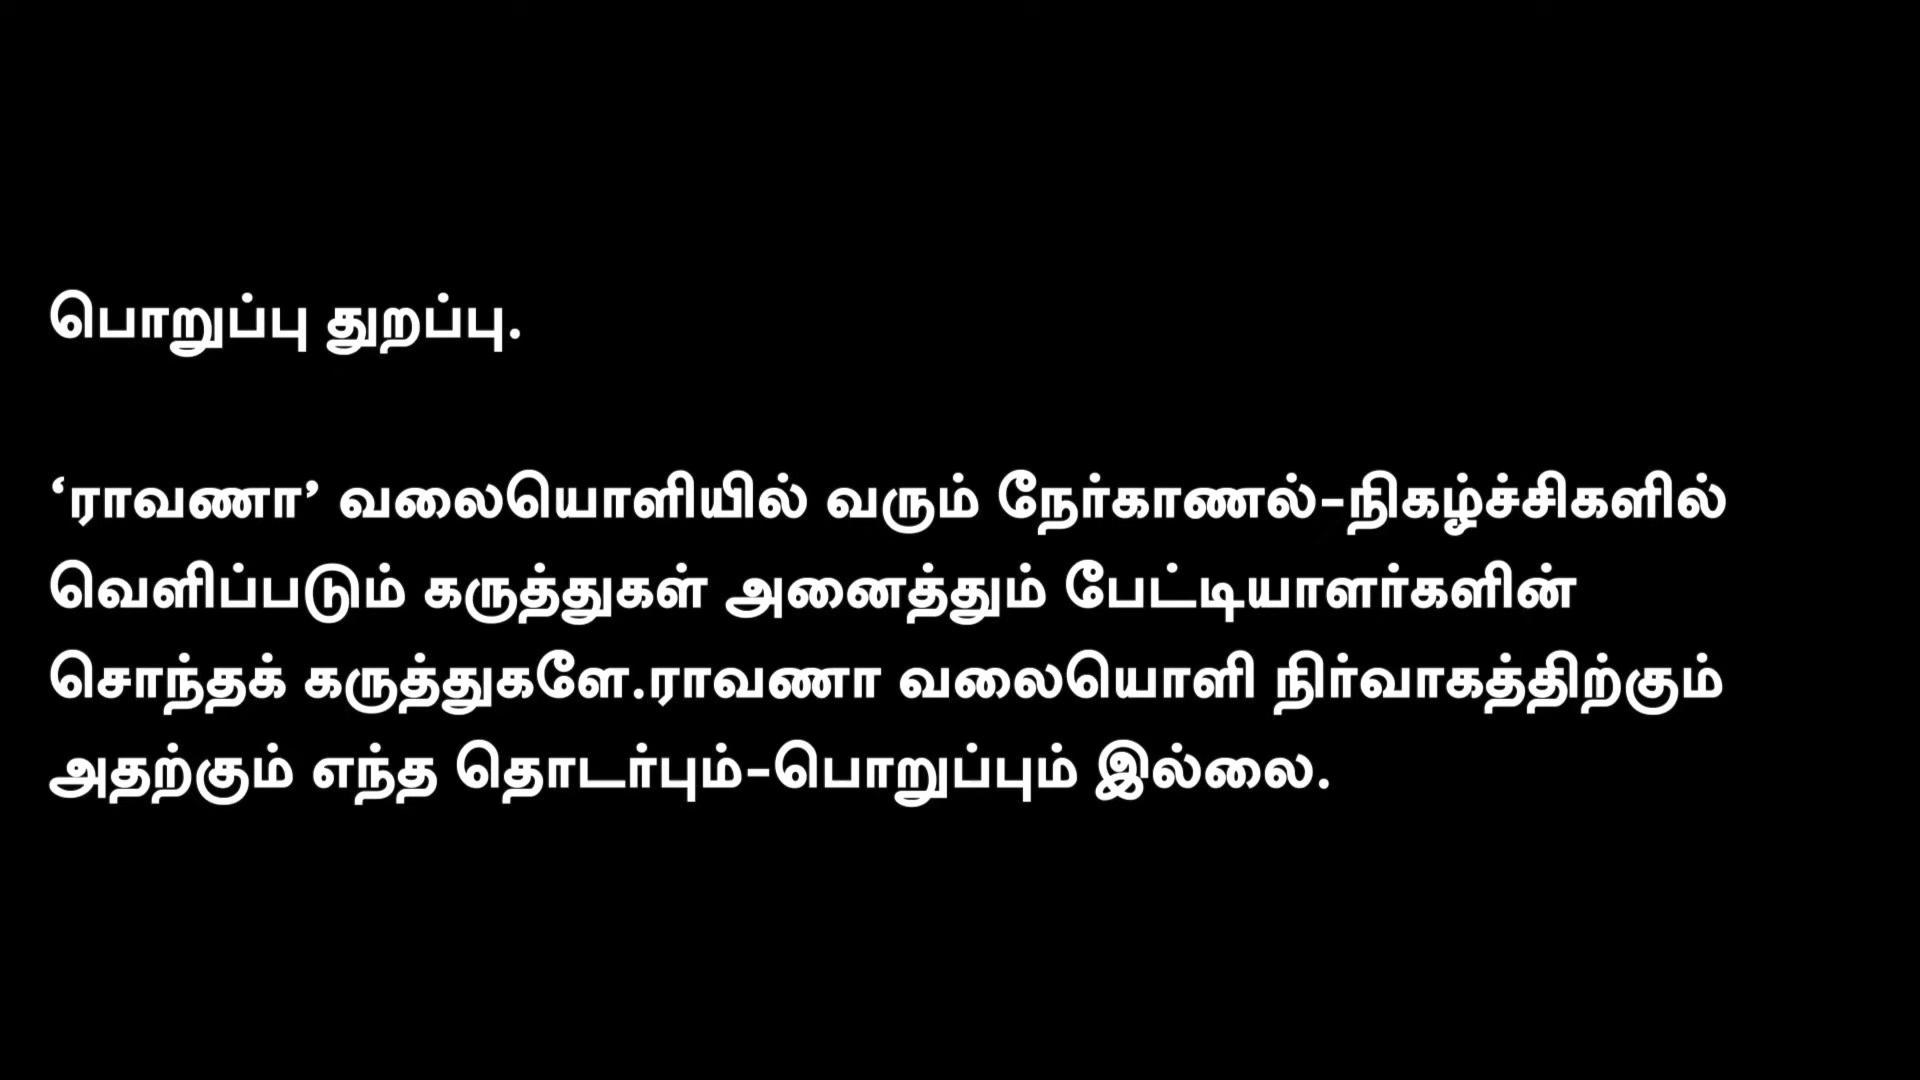 பொறுப்பு துறப்பு.
‘ராவணா’ வலையொளியில் வரும் நேர்காணல்-நிகழ்ச்சிகளில்
வெளிப்படும் கருத்துகள் அனைத்தும் பேட்டியாளர்களின்
சொந்தக் கருத்துகளே.ராவணா வலையொளி நிர்வாகத்திற்கும்
அதற்கும் எந்த தொடர்பும்-பொறுப்பும் இல்லை.